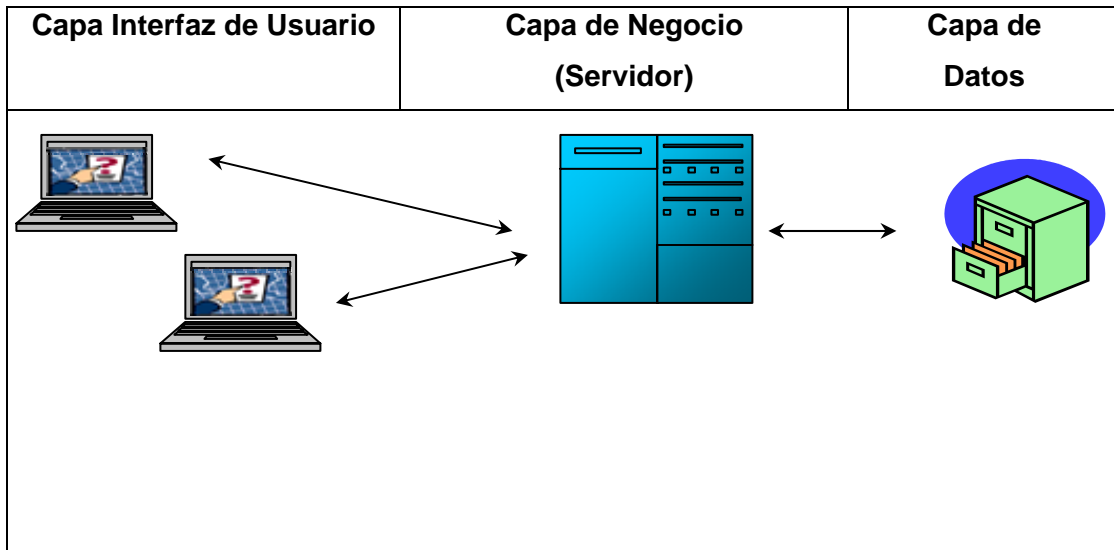 Capa Interfaz de Usuario
Capa de Negocio
(Servidor)
Capa de
Datos
?
?